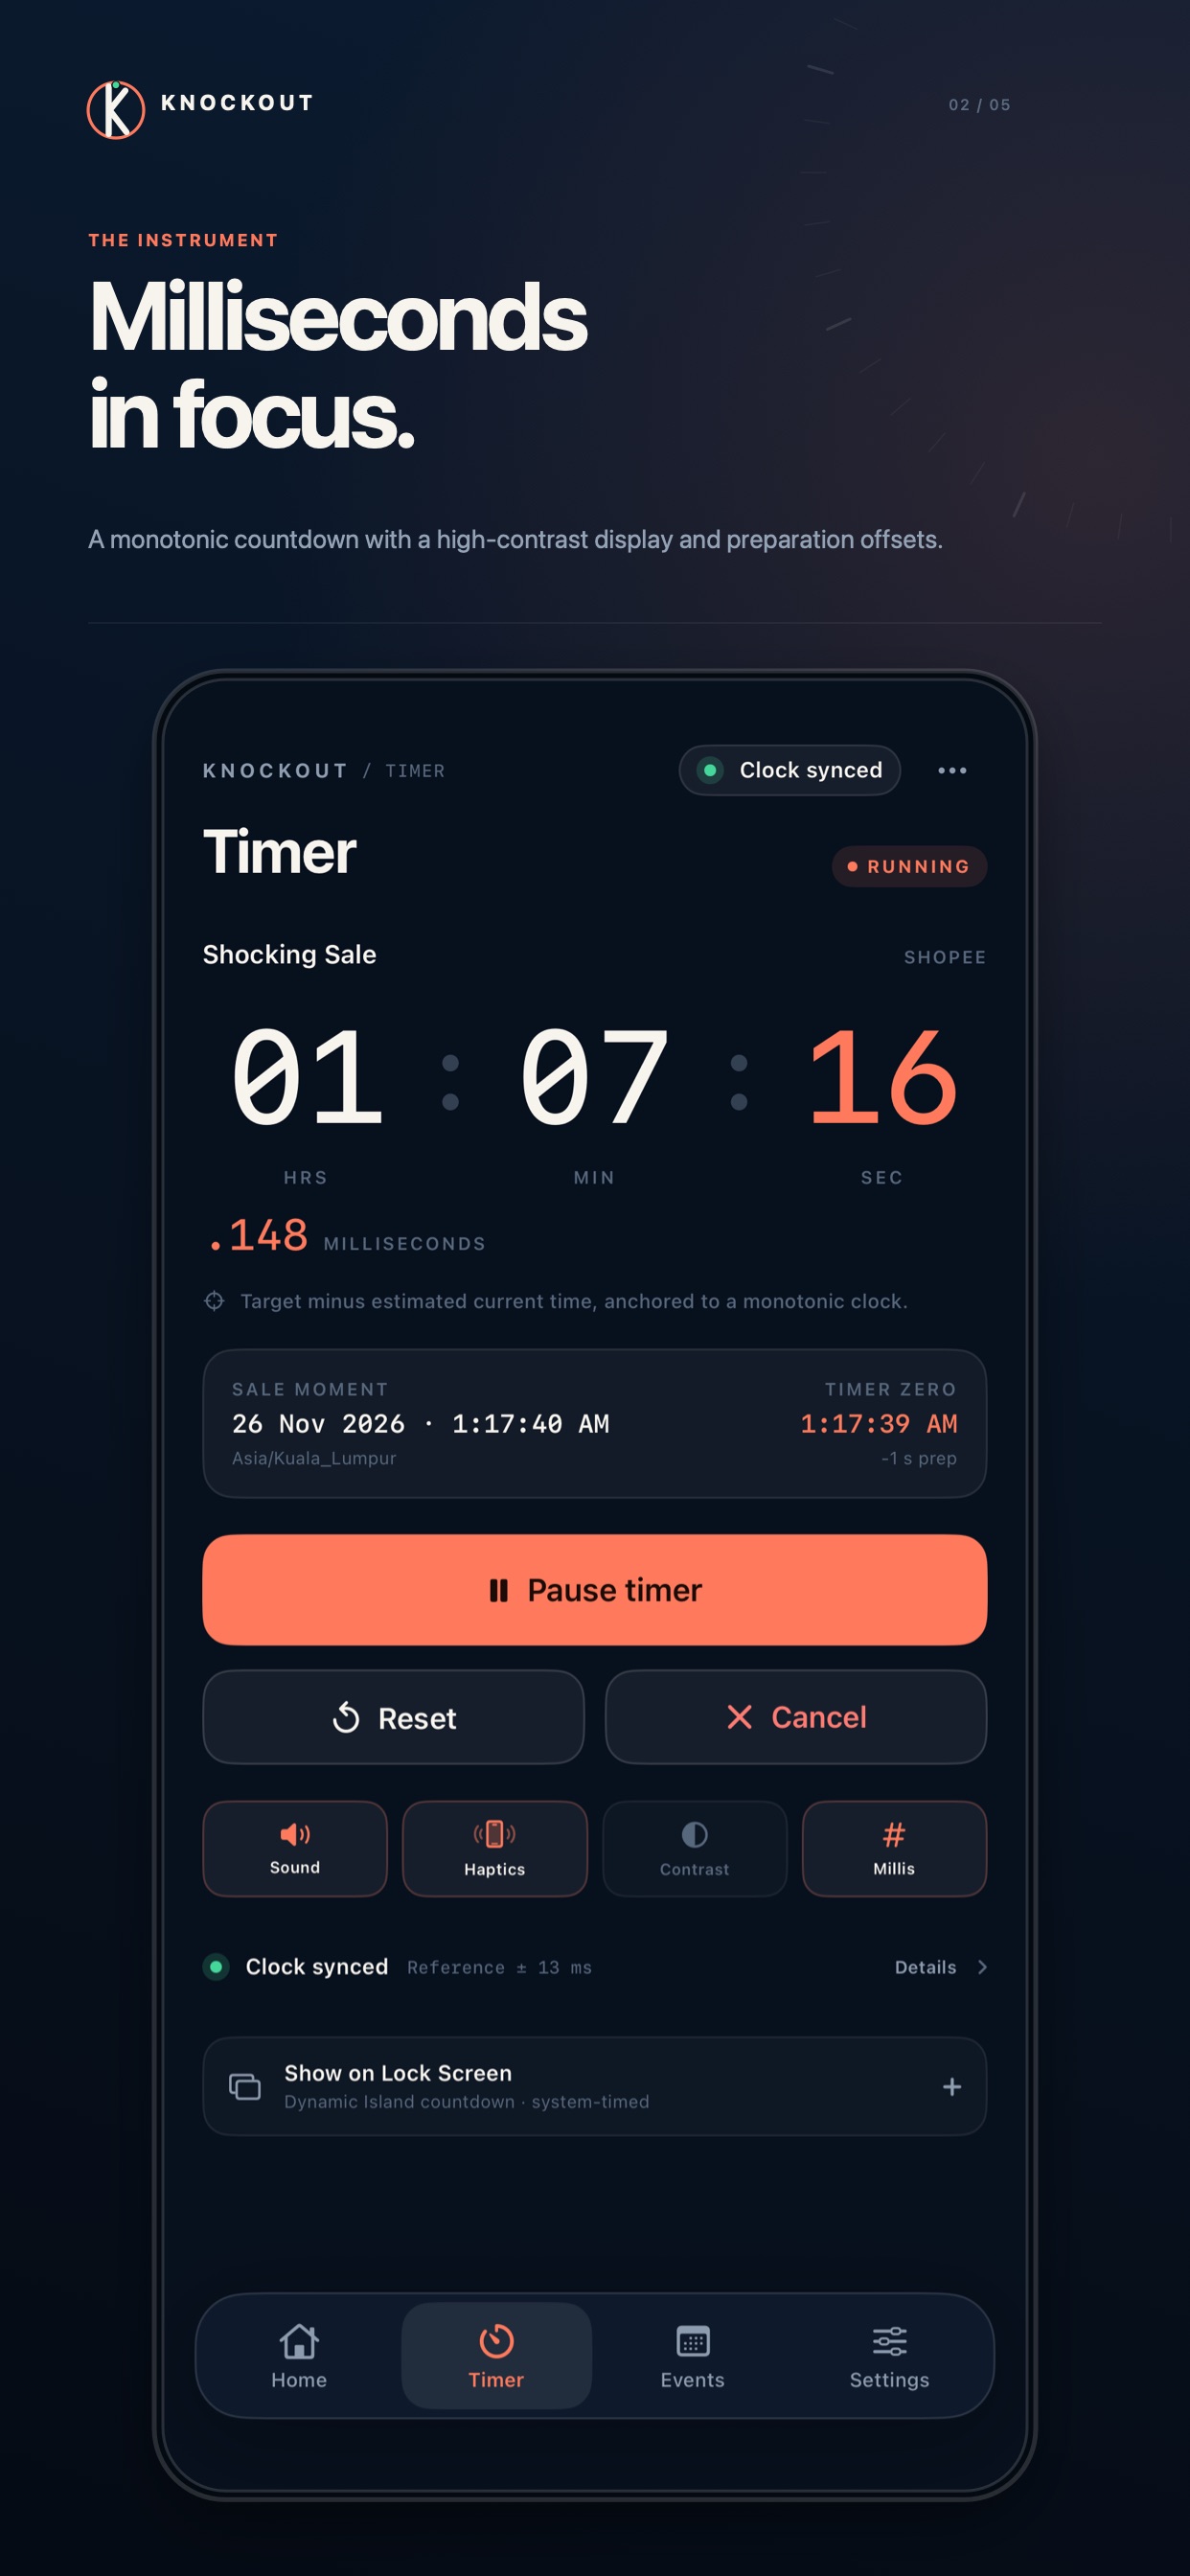 KNOCKOUT
02 / 05
THE INSTRUMENT
Milliseconds
in focus.
A monotonic countdown with a high-contrast display and preparation offsets.
KNOCKOUT / TIMER
Clock synced
Timer
RUNNING
Shocking Sale
SHOPEE
01 : 07 : 16
HRS MIN SEC
.148 MILLISECONDS
Target minus estimated current time, anchored to a monotonic clock.
SALE MOMENT
TIMER ZERO
26 Nov 2026 · 1:17:40 AM
1:17:39 AM
Asia/Kuala_Lumpur
-1 s prep
Pause timer
Reset
Cancel
Sound
Haptics
Contrast
Millis
Clock synced Reference ± 13 ms
Details
Show on Lock Screen
Dynamic Island countdown · system-timed
Home
Timer
Events
Settings